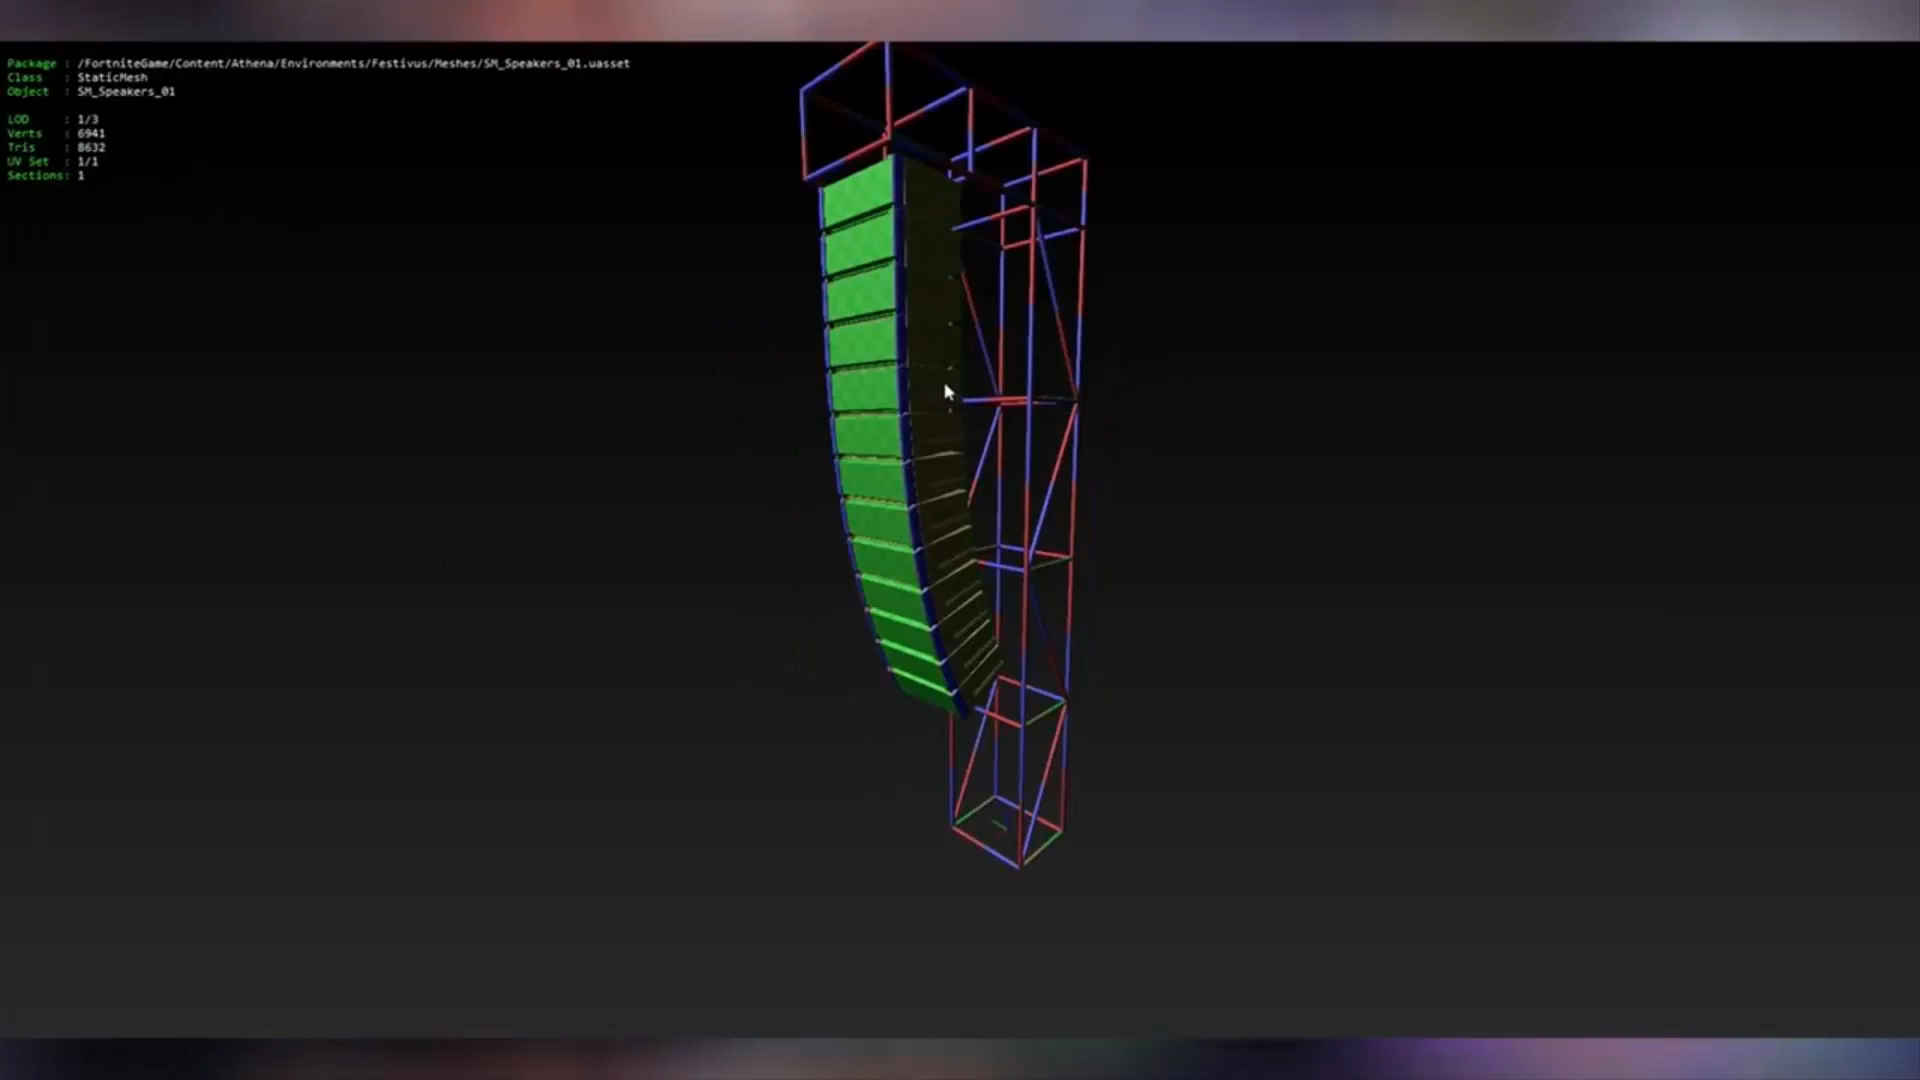 Package : /FortniteGame/Content/Athena/Environments/Festivus/Meshes/SM_Speakers_01.uasset
Class : StaticMesh
Object : SM_Speakers_01
LOD : 1/3
Verts : 6941
Tris : 8632
UV Set : 1/1
Sections: 1